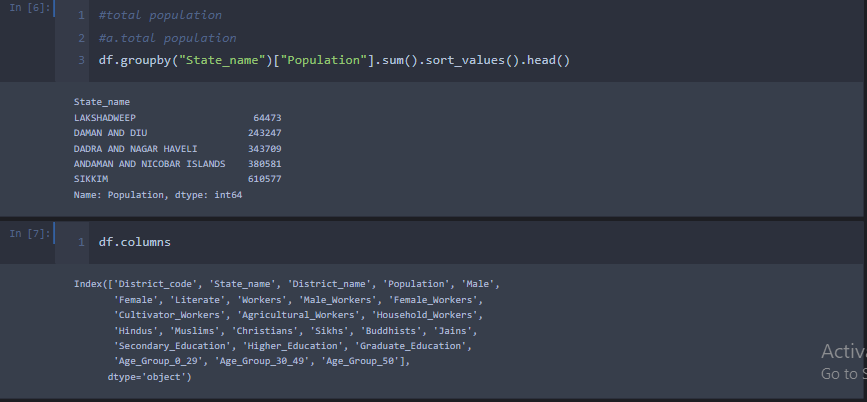 In [6]:
1 #total population
2 #a.total population
3 df.groupby("State_name")["Population"].sum().sort_values().head()
State_name
LAKSHADWEEP 64473
DAMAN AND DIU 243247
DADRA AND NAGAR HAVELI 343709
ANDAMAN AND NICOBAR ISLANDS 380581
SIKKIM 610577
Name: Population, dtype: int64
In [7]:
1 df.columns
Index(['District_code', 'State_name', 'District_name', 'Population', 'Male',
'Female', 'Literate', 'Workers', 'Male_Workers', 'Female_Workers',
'Cultivator_Workers', 'Agricultural_Workers', 'Household_Workers',
'Hindus', 'Muslims', 'Christians', 'Sikhs', 'Buddhists', 'Jains',
'Secondary_Education', 'Higher_Education', 'Graduate_Education',
'Age_Group_0_29', 'Age_Group_30_49', 'Age_Group_50'],
dtype='object')
Activa
Go to S